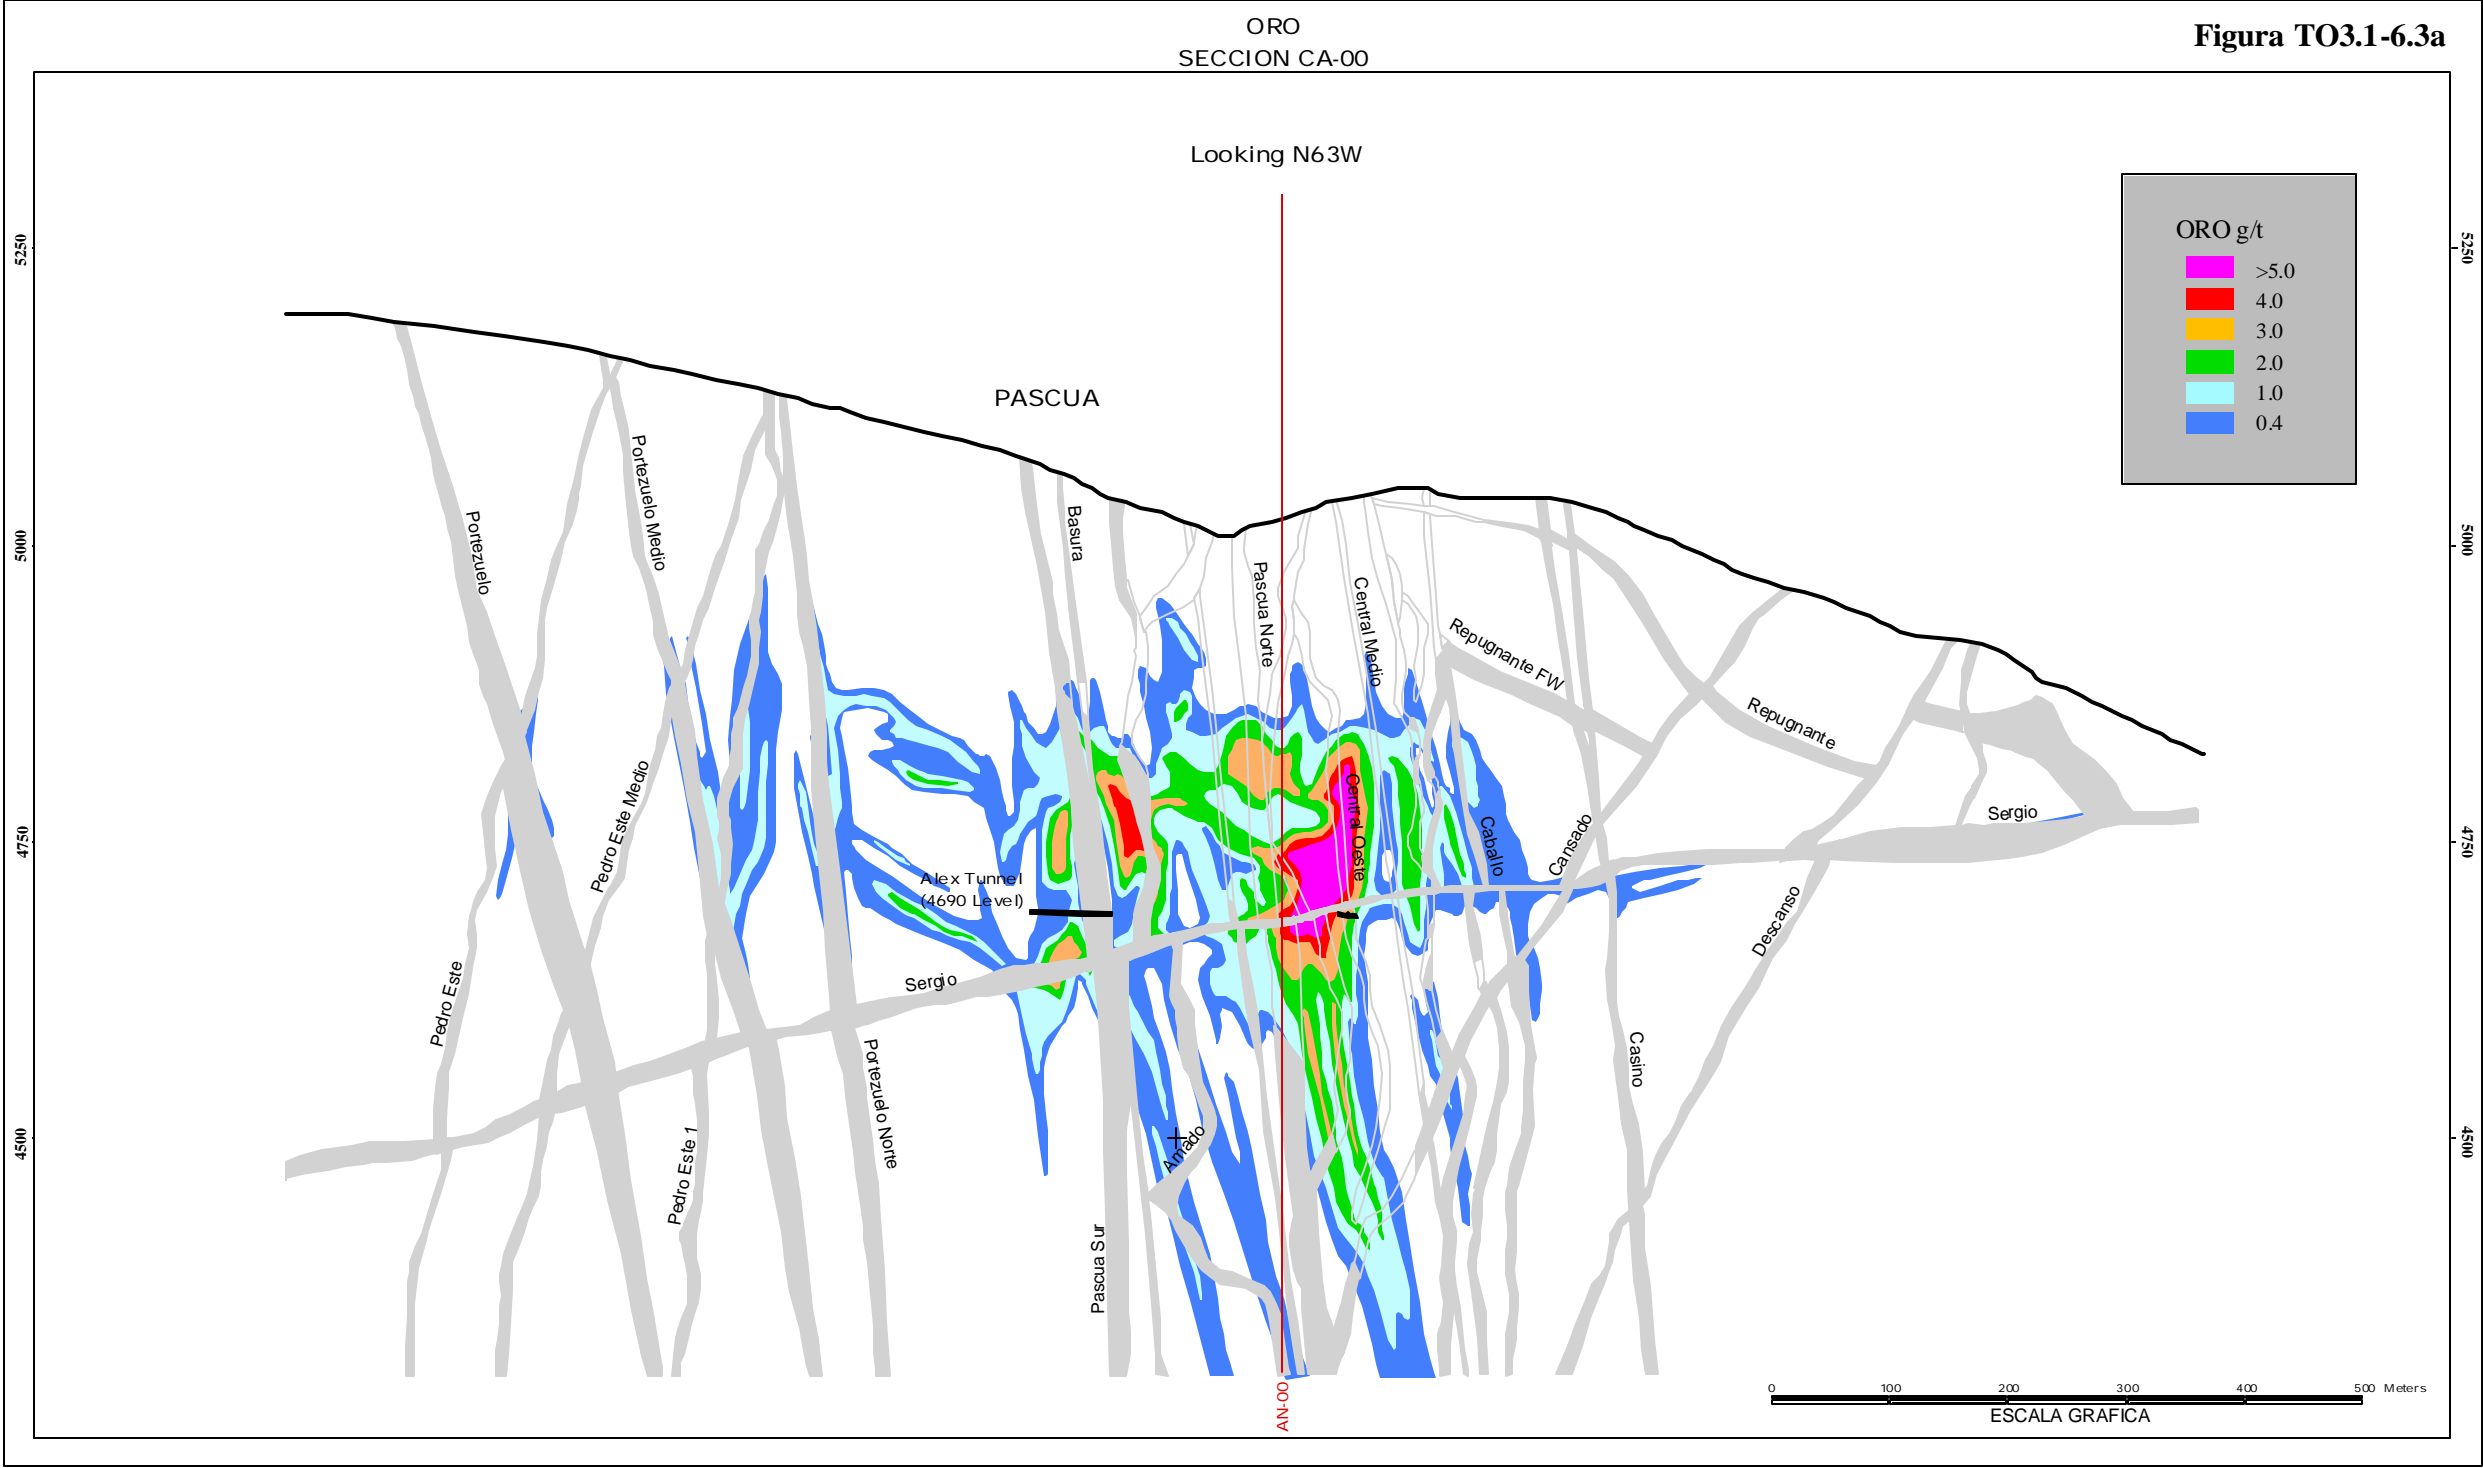 ORO
SECCION CA-00
Figura TO3.1-6.3a
Looking N63W
ORO g/t
>5.0
4.0
3.0
2.0
1.0
0.4
5250
5250
PASCUA
Portezuelo
Portezuelo Medio
Basura
Pascua Norte
Central Medio
Repugnante FW
Repugnante
5000
5000
Pedro Este Medio
Central Oeste
Caballo
Cansado
Sergio
4750
4750
Alex Tunnel
(4690 Level)
Descanso
Pedro Este
Sergio
Casino
Portezuelo Norte
Pedro Este 1
Amado
4500
4500
Pascua Sur
AN-00
0 100 200 300 400 500 Meters
ESCALA GRAFICA